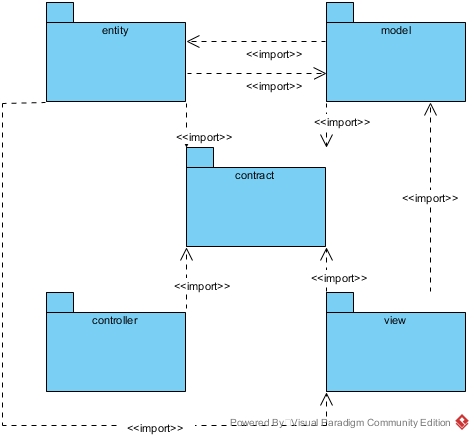 entity
model
<<import>>
<<import>>
<<import>>
<<import>>
contract
<<import>>
<<import>>
<<import>>
controller
view
Powered By Visual Paradigm Community Edition
<<import>>